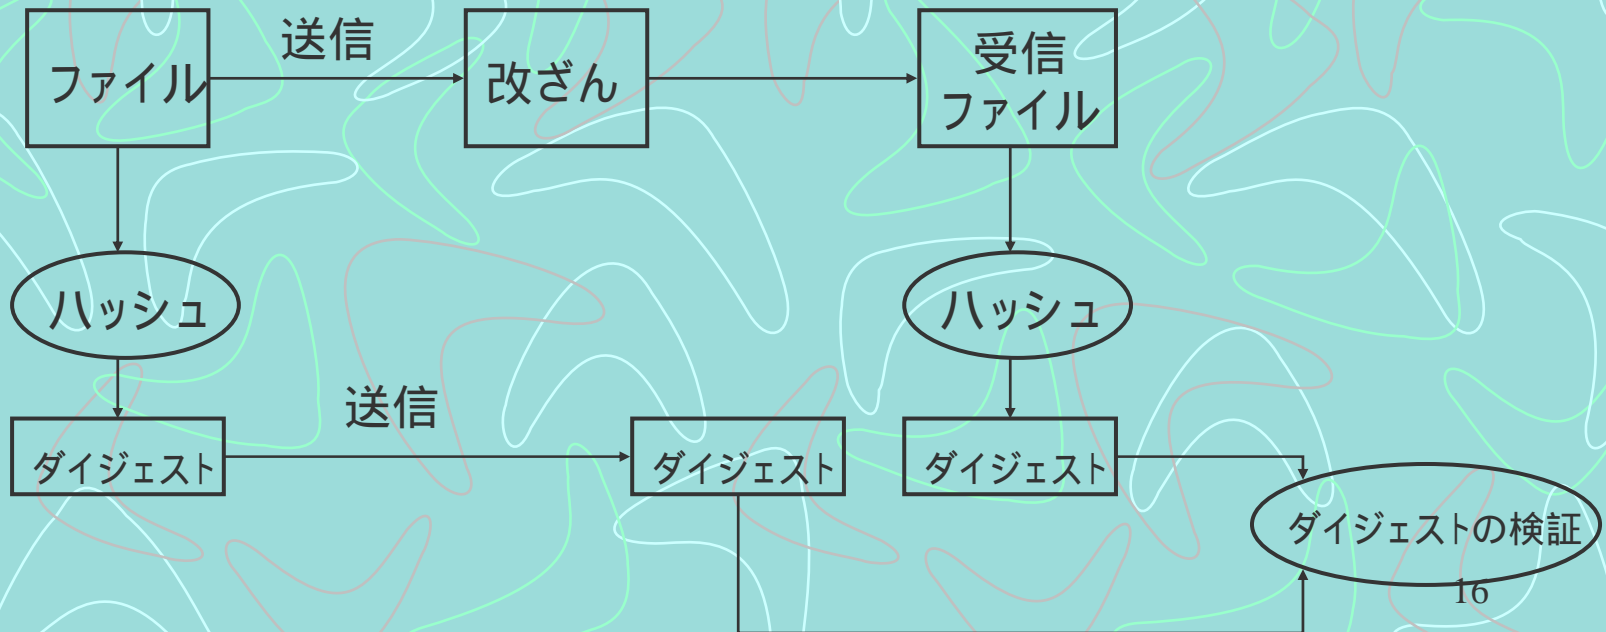 送信
ファイル
改ざん
受信
ファイル
ハッシュ
ハッシュ
送信
ダイジェスト
ダイジェスト
ダイジェスト
ダイジェストの検証
16